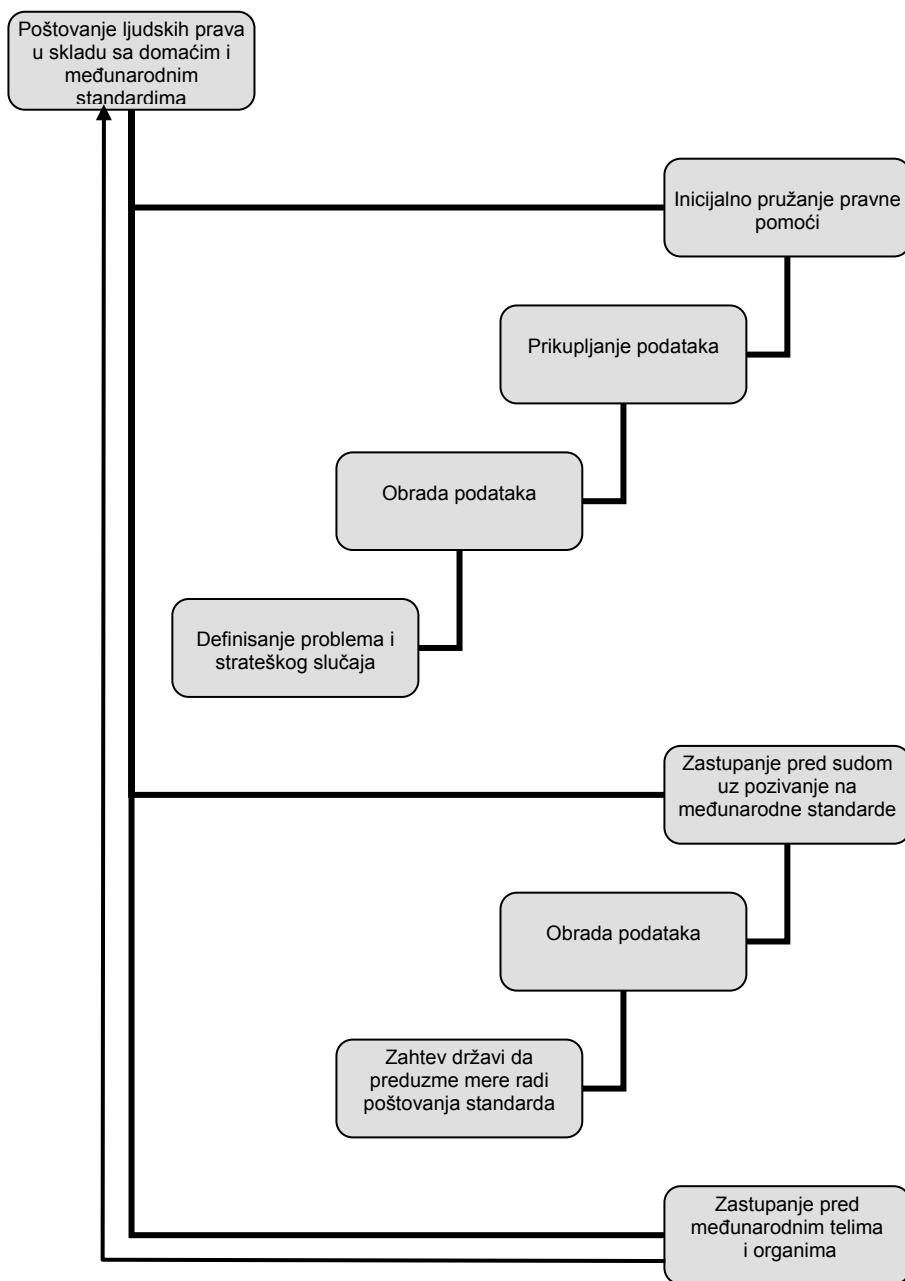 Poštovanje ljudskih prava
u skladu sa domaćim i
međunarodnim
standardima
Inicijalno pružanje pravne
pomoći
Prikupljanje podataka
Obrada podataka
Definisanje problema i
strateškog slučaja
Zastupanje pred sudom
uz pozivanje na
međunarodne standarde
Obrada podataka
Zahtev državi da
preduzme mere radi
poštovanja standarda
Zastupanje pred
međunarodnim telima
i organima